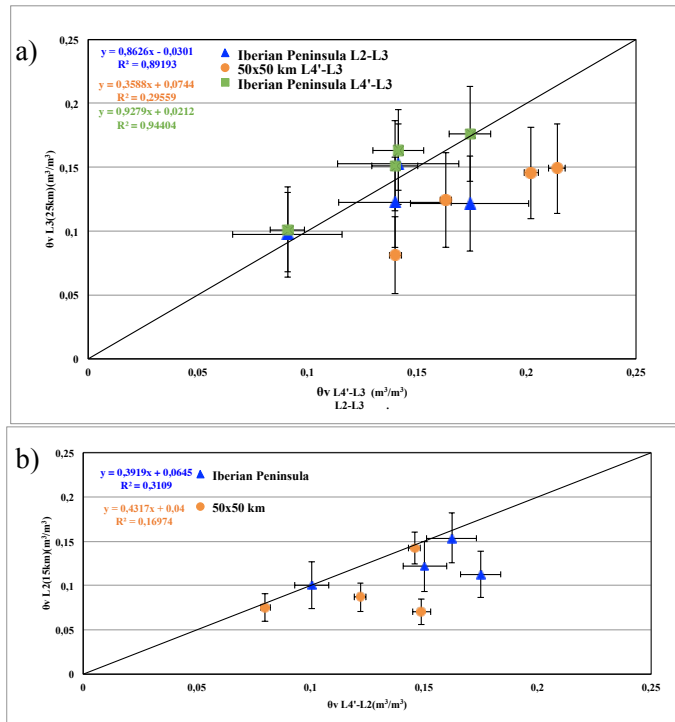 a)
y = 0,8626x - 0,0301
R² = 0,89193
y = 0,3588x + 0,0744
R² = 0,29559
y = 0,9279x + 0,0212
R² = 0,94404
Iberian Peninsula L2-L3
50x50 km L4'-L3
Iberian Peninsula L4'-L3
θv L3(25km)(m³/m³)
0,25
0,2
0,15
0,1
0,05
0
0
0,05
0,1
0,15
0,2
0,25
θv L4'-L3 (m³/m³)
L2-L3 .
b)
y = 0,3919x + 0,0645
R² = 0,3109
y = 0,4317x + 0,04
R² = 0,16974
Iberian Peninsula
50x50 km
θv L2(15km)(m³/m³)
0,25
0,2
0,15
0,1
0,05
0
0
0,05
0,1
0,15
0,2
0,25
θv L4'-L2(m³/m³)